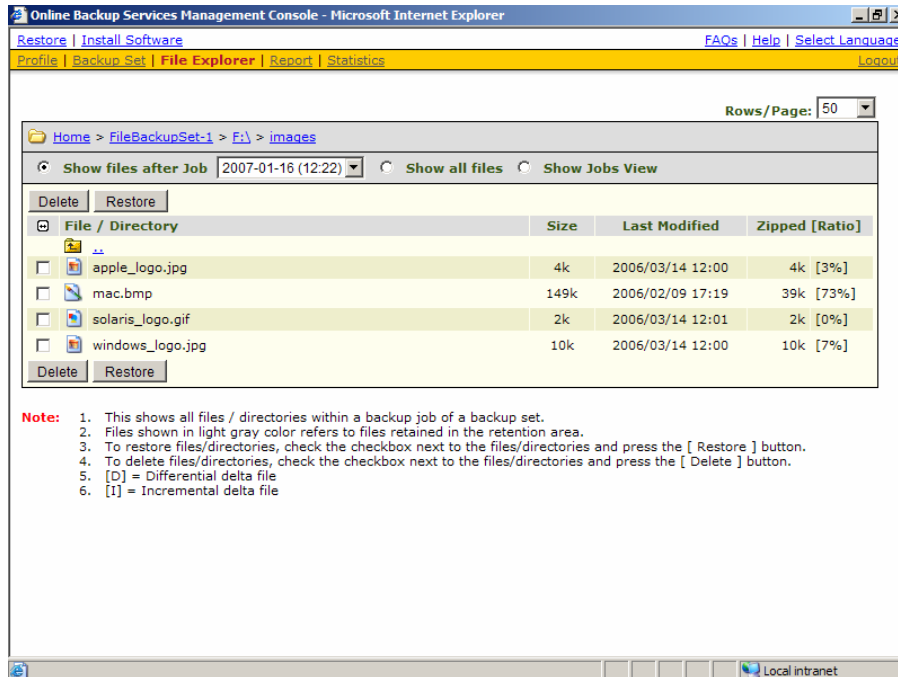 Online Backup Services Management Console - Microsoft Internet Explorer
Restore | Install Software FAQs | Help | Select Language
Profile | Backup Set | File Explorer | Report | Statistics Logout
Rows/Page: 50
Home > FileBackupSet-1 > F:\ > images
Show files after Job 2007-01-16 (12:22) Show all files Show Jobs View
Delete Restore
File / Directory Size Last Modified Zipped [Ratio]
..
apple_logo.jpg 4k 2006/03/14 12:00 4k [3%]
mac.bmp 149k 2006/02/09 17:19 39k [73%]
solaris_logo.gif 2k 2006/03/14 12:01 2k [0%]
windows_logo.jpg 10k 2006/03/14 12:00 10k [7%]
Delete Restore
Note: 1. This shows all files / directories within a backup job of a backup set.
2. Files shown in light gray color refers to files retained in the retention area.
3. To restore files/directories, check the checkbox next to the files/directories and press the [ Restore ] button.
4. To delete files/directories, check the checkbox next to the files/directories and press the [ Delete ] button.
5. [D] = Differential delta file
6. [I] = Incremental delta file
Local intranet